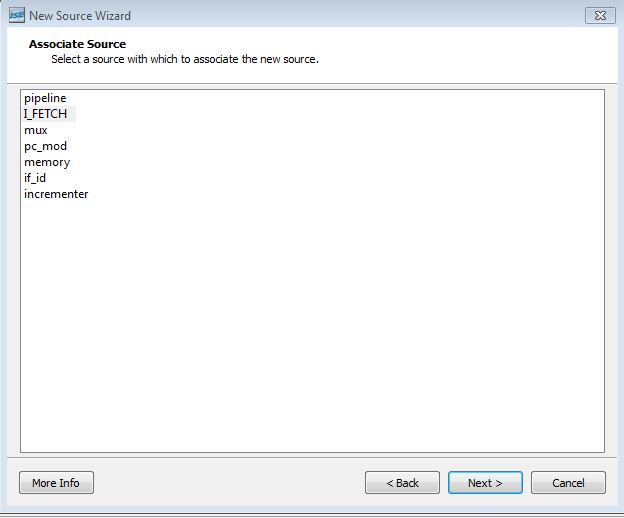 ISE New Source Wizard
Associate Source
Select a source with which to associate the new source.
pipeline
I_FETCH
mux
pc_mod
memory
if_id
incrementer
More Info < Back Next > Cancel